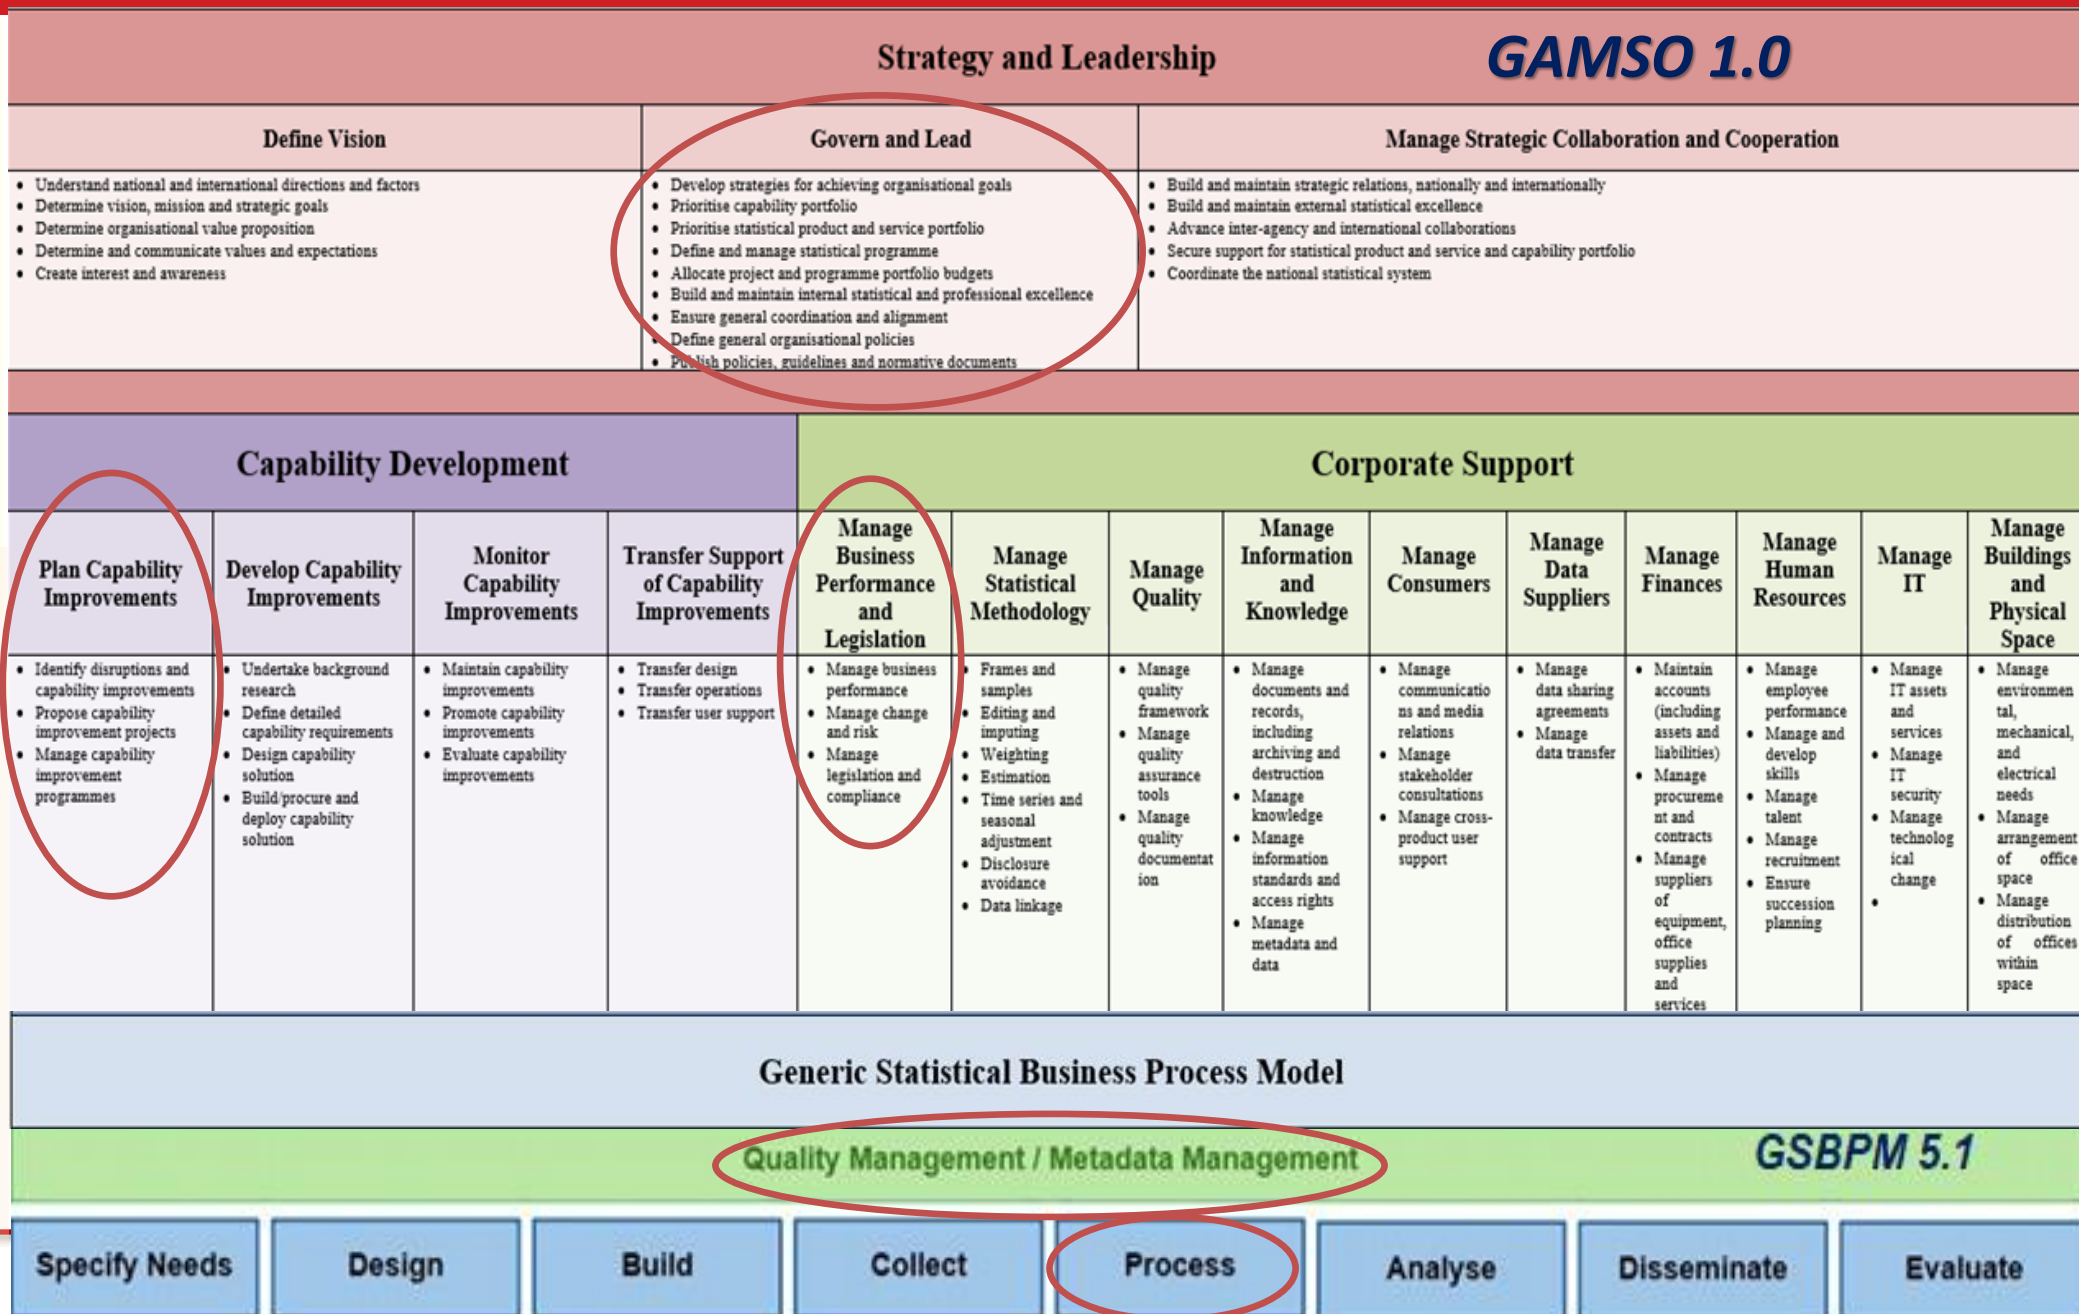 Strategy and Leadership
GAMSO 1.0
Define Vision
• Understand national and international directions and factors
• Determine vision, mission and strategic goals
• Determine organisational value proposition
• Determine and communicate values and expectations
• Create interest and awareness
Govern and Lead
• Develop strategies for achieving organisational goals
• Prioritise capability portfolio
• Prioritise statistical product and service portfolio
• Define and manage statistical programme
• Allocate project and programme portfolio budgets
• Build and maintain internal statistical and professional excellence
• Ensure general coordination and alignment
• Define general organisational policies
• Publish policies, guidelines and normative documents
Manage Strategic Collaboration and Cooperation
• Build and maintain strategic relations, nationally and internationally
• Build and maintain external statistical excellence
• Advance inter-agency and international collaborations
• Secure support for statistical product and service and capability portfolio
• Coordinate the national statistical system
Capability Development
Plan Capability
Improvements
• Identify disruptions and
capability improvements
• Propose capability
improvement projects
• Manage capability
improvement
programmes
Develop Capability
Improvements
• Undertake background
research
• Define detailed
capability requirements
• Design capability
solution
• Build/procure and
deploy capability
solution
Monitor
Capability
Improvements
• Maintain capability
improvements
• Promote capability
improvements
• Evaluate capability
improvements
Transfer Support
of Capability
Improvements
• Transfer design
• Transfer operations
• Transfer user support
Corporate Support
Manage
Business
Performance
and
Legislation
• Manage business
performance
• Manage change
and risk
• Manage
legislation and
compliance
Manage
Statistical
Methodology
• Frames and
samples
• Editing and
imputing
• Weighting
• Estimation
• Time series and
seasonal
adjustment
• Disclosure
avoidance
• Data linkage
Manage
Quality
• Manage
quality
framework
• Manage
quality
assurance
tools
• Manage
quality
documentat
ion
Manage
Information
and
Knowledge
• Manage
documents and
records,
including
archiving and
destruction
• Manage
knowledge
• Manage
information
standards and
access rights
• Manage
metadata and
data
Manage
Consumers
• Manage
communicatio
ns and media
relations
• Manage
stakeholder
consultations
• Manage cross-
product user
support
Manage
Data
Suppliers
• Manage
data sharing
agreements
• Manage
data transfer
Manage
Finances
• Maintain
accounts
(including
assets and
liabilities)
• Manage
procureme
nt and
contracts
• Manage
suppliers
of
equipment,
office
supplies
and
services
Manage
Human
Resources
• Manage
employee
performance
• Manage and
develop
skills
• Manage
talent
• Manage
recruitment
• Ensure
succession
planning
Manage
IT
• Manage
IT assets
and
services
• Manage
IT
security
• Manage
technolog
ical
change
•
Manage
Buildings
and
Physical
Space
• Manage
environmen
tal,
mechanical,
and
electrical
needs
• Manage
arrangement
of office
space
• Manage
distribution
of offices
within
space
Generic Statistical Business Process Model
Quality Management / Metadata Management
GSBPM 5.1
Specify Needs
Design
Build
Collect
Process
Analyse
Disseminate
Evaluate